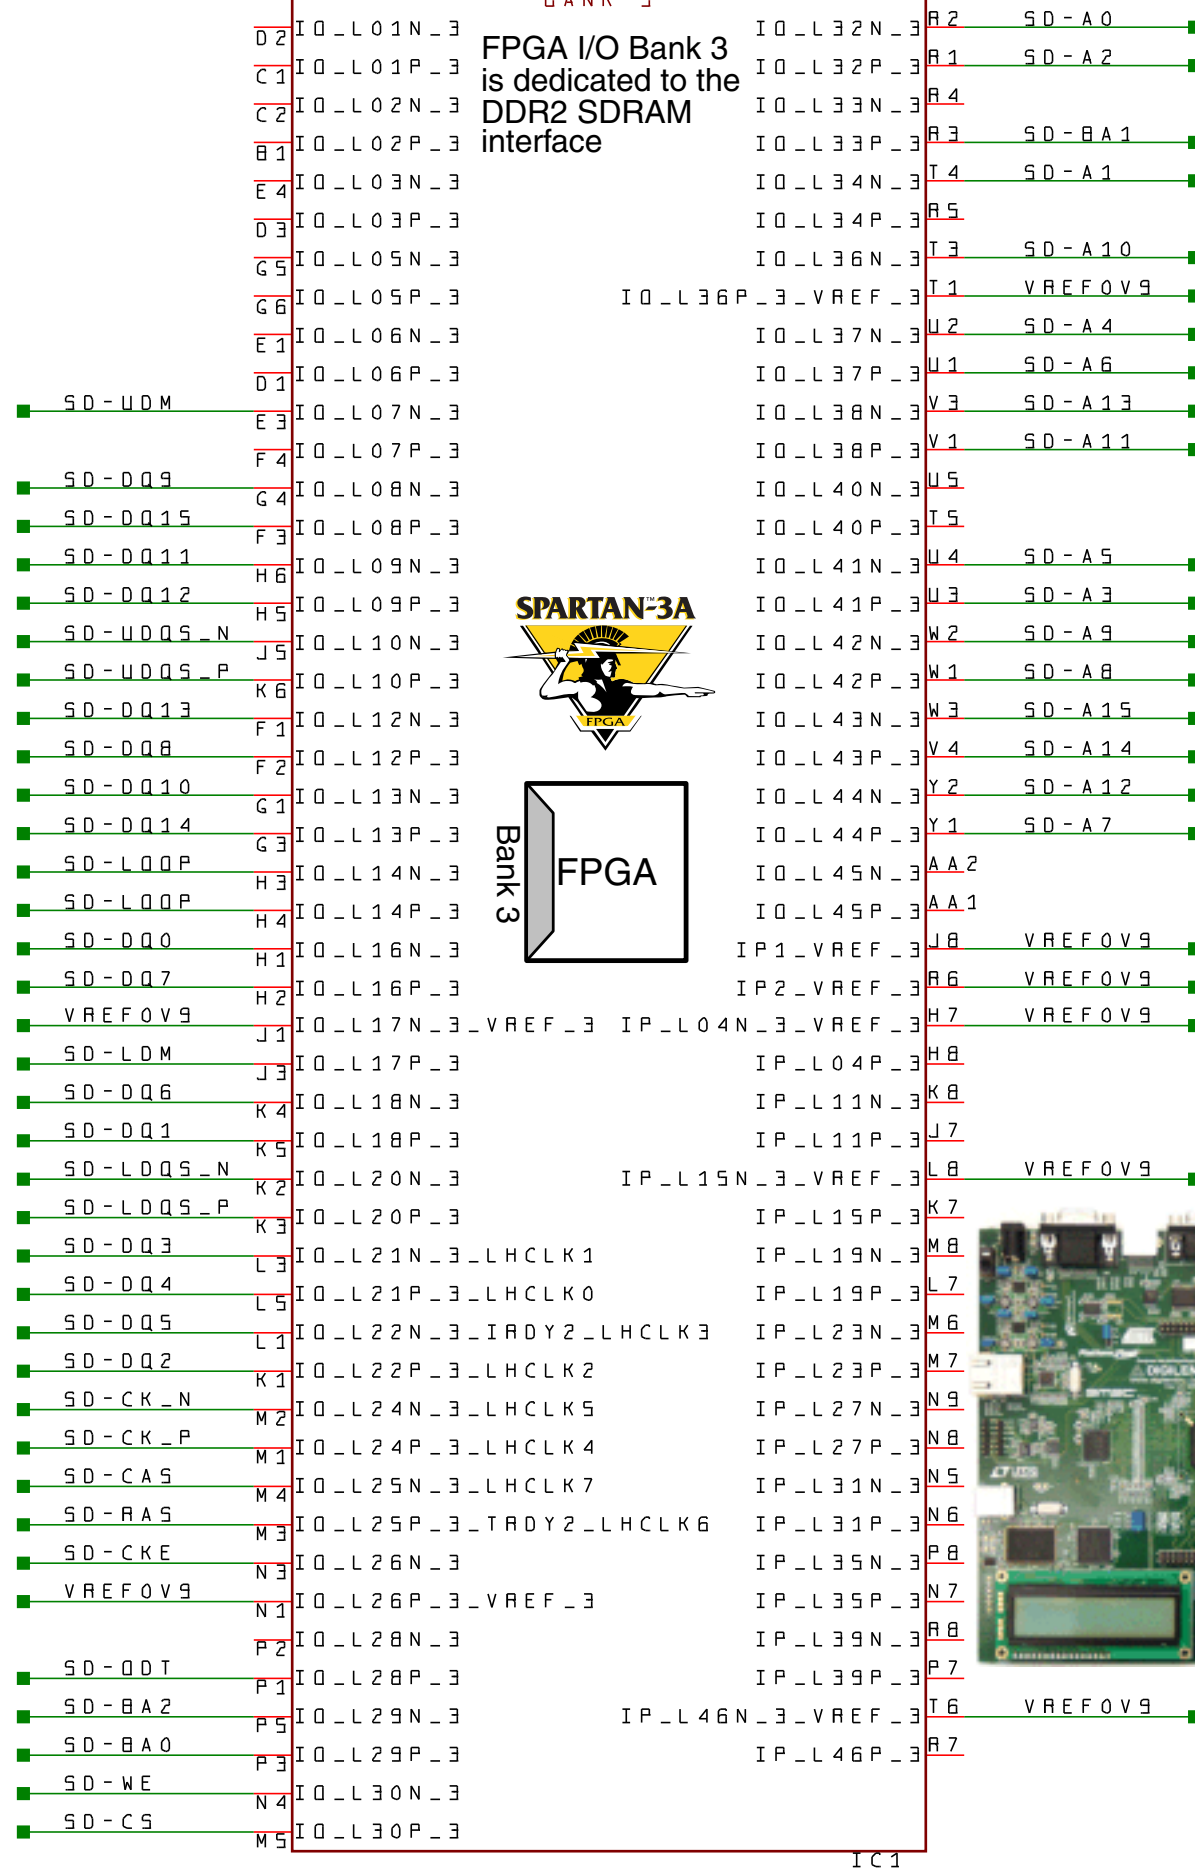 BANK 3
IO_L01N_3
D2
IO_L01P_3
C1
IO_L02N_3
C2
IO_L02P_3
B1
IO_L03N_3
E4
IO_L03P_3
D3
IO_L05N_3
G5
IO_L05P_3
G6
IO_L06N_3
E1
IO_L06P_3
D1
SD-UDM
IO_L07N_3
E3
IO_L07P_3
F4
SD-DQ9
IO_L08N_3
G4
SD-DQ15
IO_L08P_3
F3
SD-DQ11
IO_L09N_3
H6
SD-DQ12
IO_L09P_3
H5
SD-UDQS_N
IO_L10N_3
J5
SD-UDQS_P
IO_L10P_3
K6
SD-DQ13
IO_L12N_3
F1
SD-DQ8
IO_L12P_3
F2
SD-DQ10
IO_L13N_3
G1
SD-DQ14
IO_L13P_3
G3
SD-LOOP
IO_L14N_3
H3
SD-LOOP
IO_L14P_3
H4
SD-DQ0
IO_L16N_3
H1
SD-DQ7
IO_L16P_3
H2
VREF0V9
IO_L17N_3_VREF_3
J1
SD-LDM
IO_L17P_3
J3
SD-DQ6
IO_L18N_3
K4
SD-DQ1
IO_L18P_3
K5
SD-LDQS_N
IO_L20N_3
K2
SD-LDQS_P
IO_L20P_3
K3
SD-DQ3
IO_L21N_3_LHCLK1
L3
SD-DQ4
IO_L21P_3_LHCLK0
L5
SD-DQ5
IO_L22N_3_IRDY2_LHCLK3
L1
SD-DQ2
IO_L22P_3_LHCLK2
K1
SD-CK_N
IO_L24N_3_LHCLK5
M2
SD-CK_P
IO_L24P_3_LHCLK4
M1
SD-CAS
IO_L25N_3_LHCLK7
M4
SD-RAS
IO_L25P_3_TRDY2_LHCLK6
M3
SD-CKE
IO_L26N_3
N3
VREF0V9
IO_L26P_3_VREF_3
N1
IO_L28N_3
P2
SD-ODT
IO_L28P_3
P1
SD-BA2
IO_L29N_3
P5
SD-BA0
IO_L29P_3
P3
SD-WE
IO_L30N_3
N4
SD-CS
IO_L30P_3
M5
FPGA I/O Bank 3
is dedicated to the
DDR2 SDRAM
interface
SPARTAN™-3A
FPGA
Bank 3
FPGA
IO_L32N_3 R2 SD-A0
IO_L32P_3 R1 SD-A2
IO_L33N_3 R4
IO_L33P_3 R3 SD-BA1
IO_L34N_3 T4 SD-A1
IO_L34P_3 R5
IO_L36N_3 T3 SD-A10
IO_L36P_3_VREF_3 T1 VREF0V9
IO_L37N_3 U2 SD-A4
IO_L37P_3 U1 SD-A6
IO_L38N_3 V3 SD-A13
IO_L38P_3 V1 SD-A11
IO_L40N_3 U5
IO_L40P_3 T5
IO_L41N_3 U4 SD-A5
IO_L41P_3 U3 SD-A3
IO_L42N_3 W2 SD-A9
IO_L42P_3 W1 SD-A8
IO_L43N_3 W3 SD-A15
IO_L43P_3 V4 SD-A14
IO_L44N_3 Y2 SD-A12
IO_L44P_3 Y1 SD-A7
IO_L45N_3 AA2
IO_L45P_3 AA1
IP1_VREF_3 J8 VREF0V9
IP2_VREF_3 R6 VREF0V9
IP_L04N_3_VREF_3 H7 VREF0V9
IP_L04P_3 H8
IP_L11N_3 K8
IP_L11P_3 J7
IP_L15N_3_VREF_3 L8 VREF0V9
IP_L15P_3 K7
IP_L19N_3 M8
IP_L19P_3 L7
IP_L23N_3 M6
IP_L23P_3 M7
IP_L27N_3 N9
IP_L27P_3 N8
IP_L31N_3 N5
IP_L31P_3 N6
IP_L35N_3 P8
IP_L35P_3 N7
IP_L39N_3 R8
IP_L39P_3 P7
IP_L46N_3_VREF_3 T6 VREF0V9
IP_L46P_3 R7
IC1